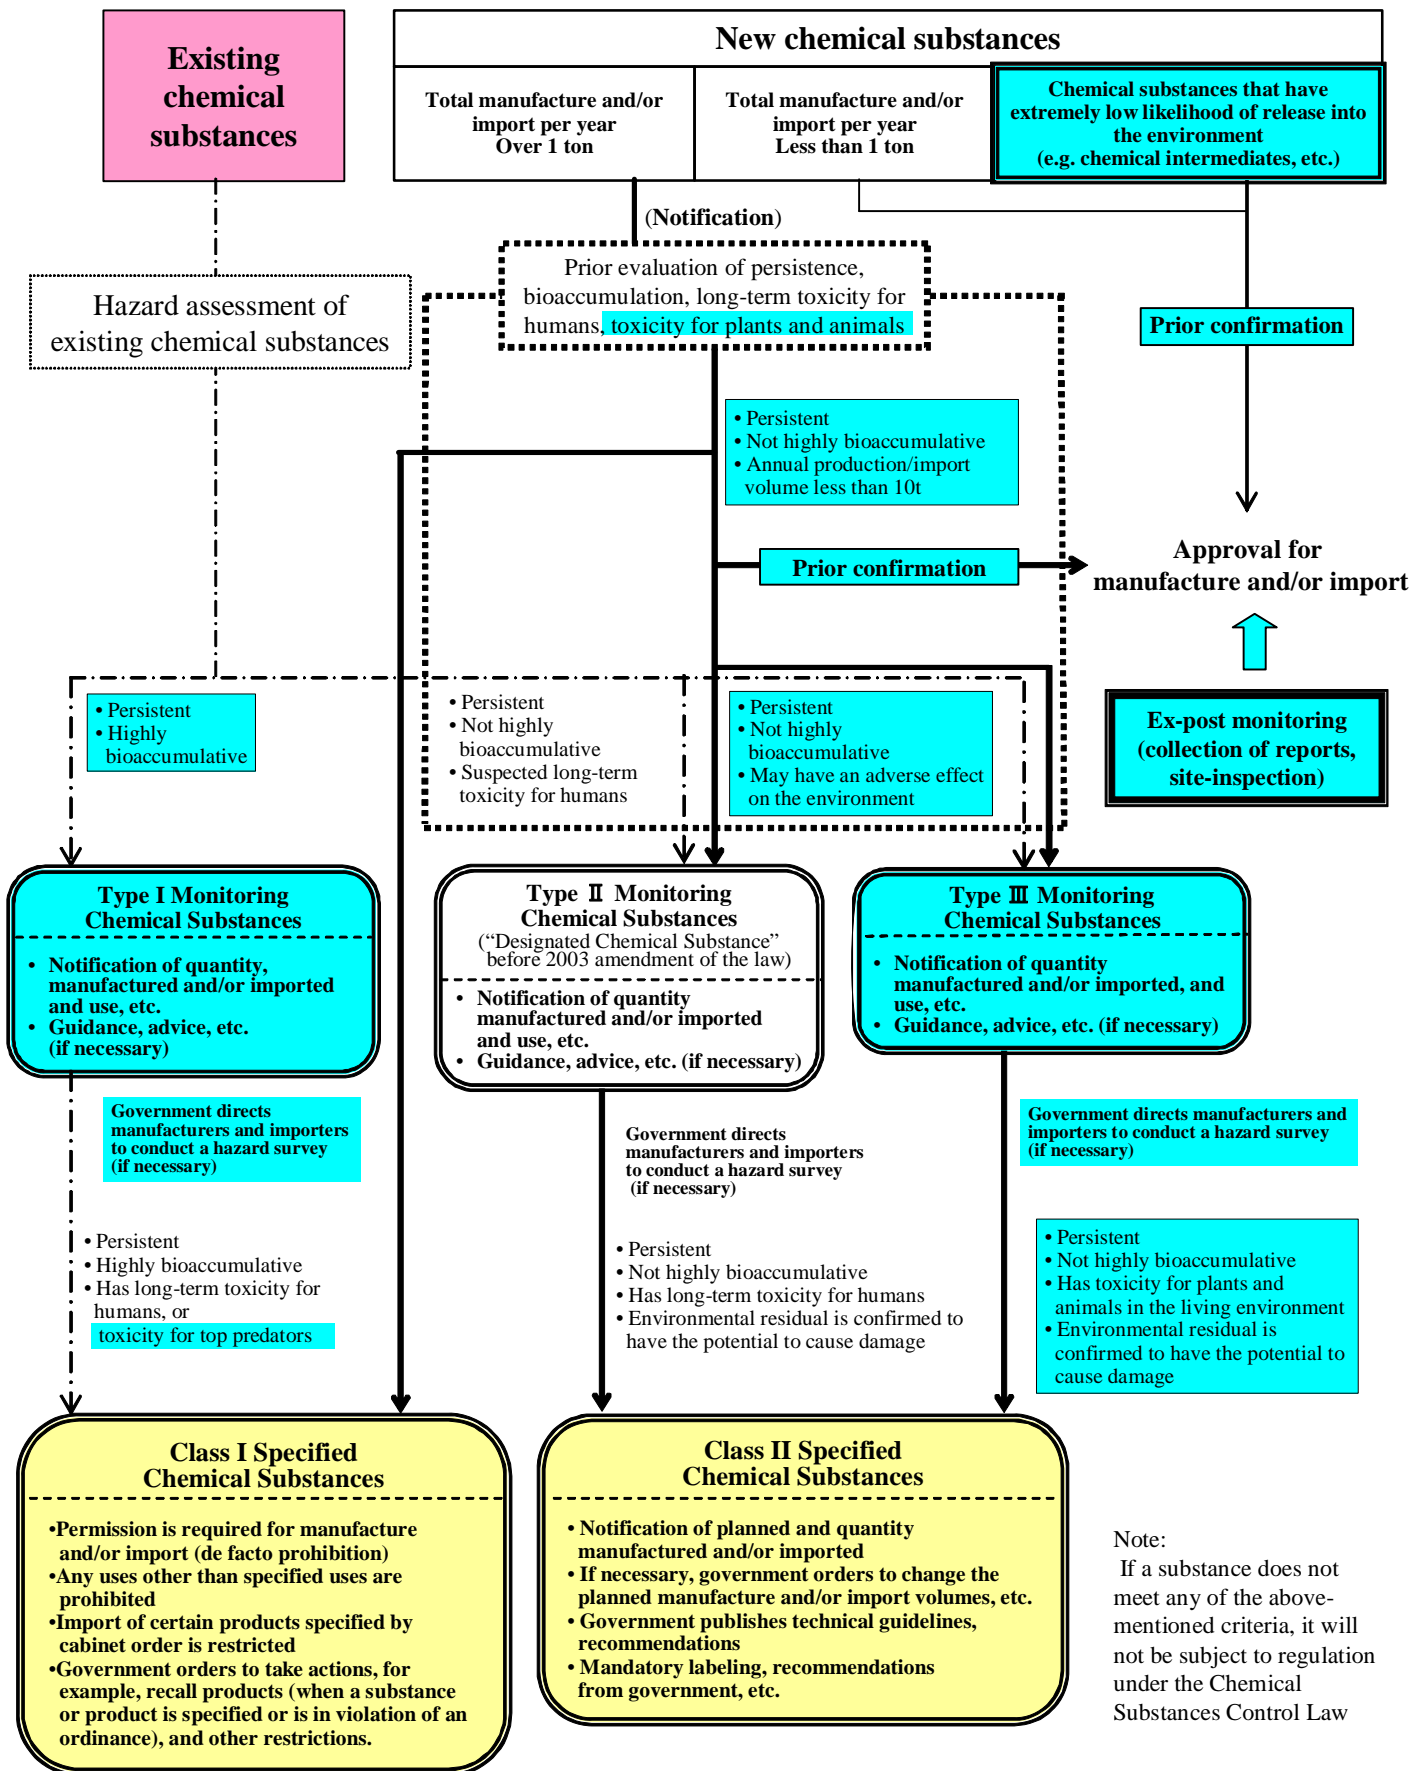 Existing
chemical
substances
New chemical substances
Total manufacture and/or
import per year
Over 1 ton
Total manufacture and/or
import per year
Less than 1 ton
Chemical substances that have
extremely low likelihood of release into
the environment
(e.g. chemical intermediates, etc.)
(Notification)
Prior evaluation of persistence,
bioaccumulation, long-term toxicity for
humans, toxicity for plants and animals
Hazard assessment of
existing chemical substances
Prior confirmation
• Persistent
• Not highly bioaccumulative
• Annual production/import
volume less than 10t
Prior confirmation
Approval for
manufacture and/or import
Ex-post monitoring
(collection of reports,
site-inspection)
• Persistent
• Highly
bioaccumulative
• Persistent
• Not highly
bioaccumulative
• Suspected long-term
toxicity for humans
• Persistent
• Not highly
bioaccumulative
• May have an adverse effect
on the environment
Type I Monitoring
Chemical Substances
• Notification of quantity,
manufactured and/or imported
and use, etc.
• Guidance, advice, etc.
(if necessary)
Type Ⅱ Monitoring
Chemical Substances
(“Designated Chemical Substance”
before 2003 amendment of the law)
• Notification of quantity
manufactured and/or imported
and use, etc.
• Guidance, advice, etc. (if necessary)
Type Ⅲ Monitoring
Chemical Substances
• Notification of quantity
manufactured and/or imported, and
use, etc.
• Guidance, advice, etc. (if necessary)
Government directs
manufacturers and importers
to conduct a hazard survey
(if necessary)
Government directs
manufacturers and importers
to conduct a hazard survey
(if necessary)
Government directs manufacturers and
importers to conduct a hazard survey
(if necessary)
• Persistent
• Highly bioaccumulative
• Has long-term toxicity for
humans, or
toxicity for top predators
• Persistent
• Not highly bioaccumulative
• Has long-term toxicity for humans
• Environmental residual is confirmed to
have the potential to cause damage
• Persistent
• Not highly bioaccumulative
• Has toxicity for plants and
animals in the living environment
• Environmental residual is
confirmed to have the potential to
cause damage
Class I Specified
Chemical Substances
•Permission is required for manufacture
and/or import (de facto prohibition)
•Any uses other than specified uses are
prohibited
•Import of certain products specified by
cabinet order is restricted
•Government orders to take actions, for
example, recall products (when a substance
or product is specified or is in violation of an
ordinance), and other restrictions.
Class II Specified
Chemical Substances
• Notification of planned and quantity
manufactured and/or imported
• If necessary, government orders to change the
planned manufacture and/or import volumes, etc.
• Government publishes technical guidelines,
recommendations
• Mandatory labeling, recommendations
from government, etc.
Note:
If a substance does not
meet any of the above-
mentioned criteria, it will
not be subject to regulation
under the Chemical
Substances Control Law